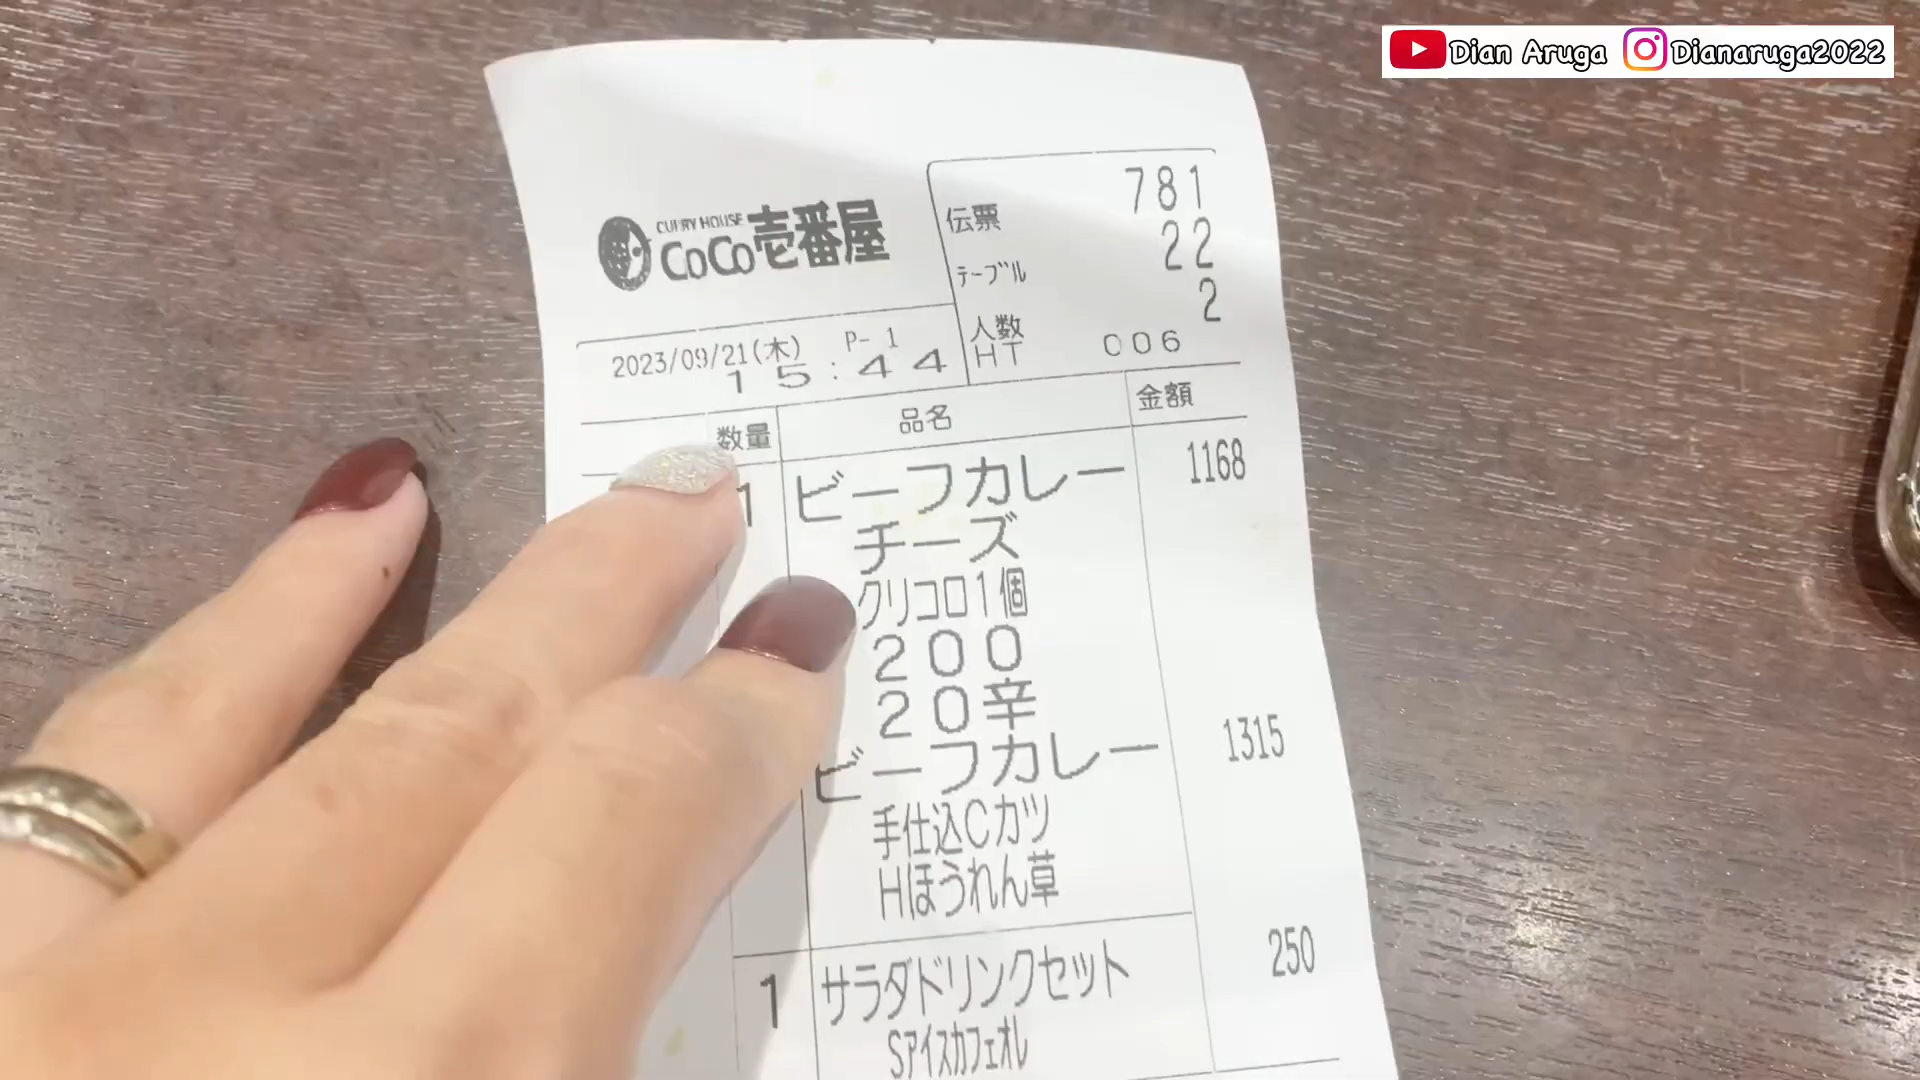 Dian Aruga Dianaruga2022
CURRY HOUSE
CoCo壱番屋
伝票 781
テーブル 22
人数 2
HT 006
2023/09/21(木) P- 1
15:44
数量 品名 金額
1 ビーフカレー 1168
チーズ
クリコロ1個
200
20辛
ビーフカレー 1315
手仕込Cカツ
Hほうれん草
1 サラダドリンクセット 250
Sアイスカフェオレ